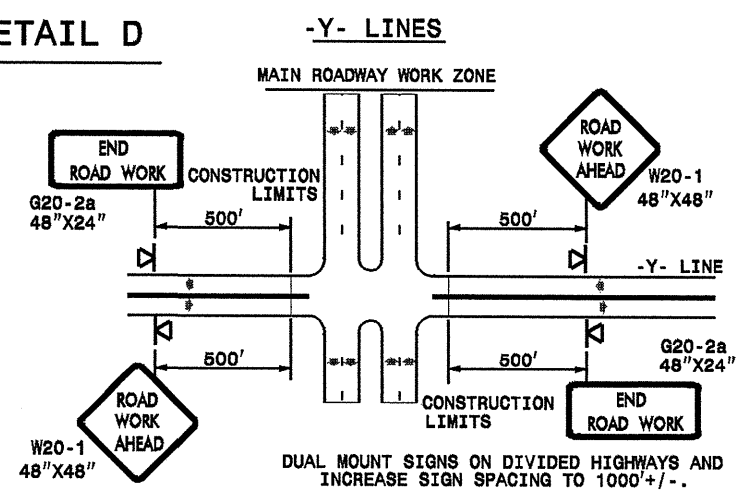 ETAIL D
-Y- LINES
MAIN ROADWAY WORK ZONE
END
ROAD WORK
G20-2a
48"X24"
CONSTRUCTION
LIMITS
500'
ROAD
WORK
AHEAD
W20-1
48"X48"
500'
-Y- LINE
500'
500'
ROAD
WORK
AHEAD
W20-1
48"X48"
CONSTRUCTION
LIMITS
G20-2a
48"X24"
END
ROAD WORK
DUAL MOUNT SIGNS ON DIVIDED HIGHWAYS AND
INCREASE SIGN SPACING TO 1000'+/-.